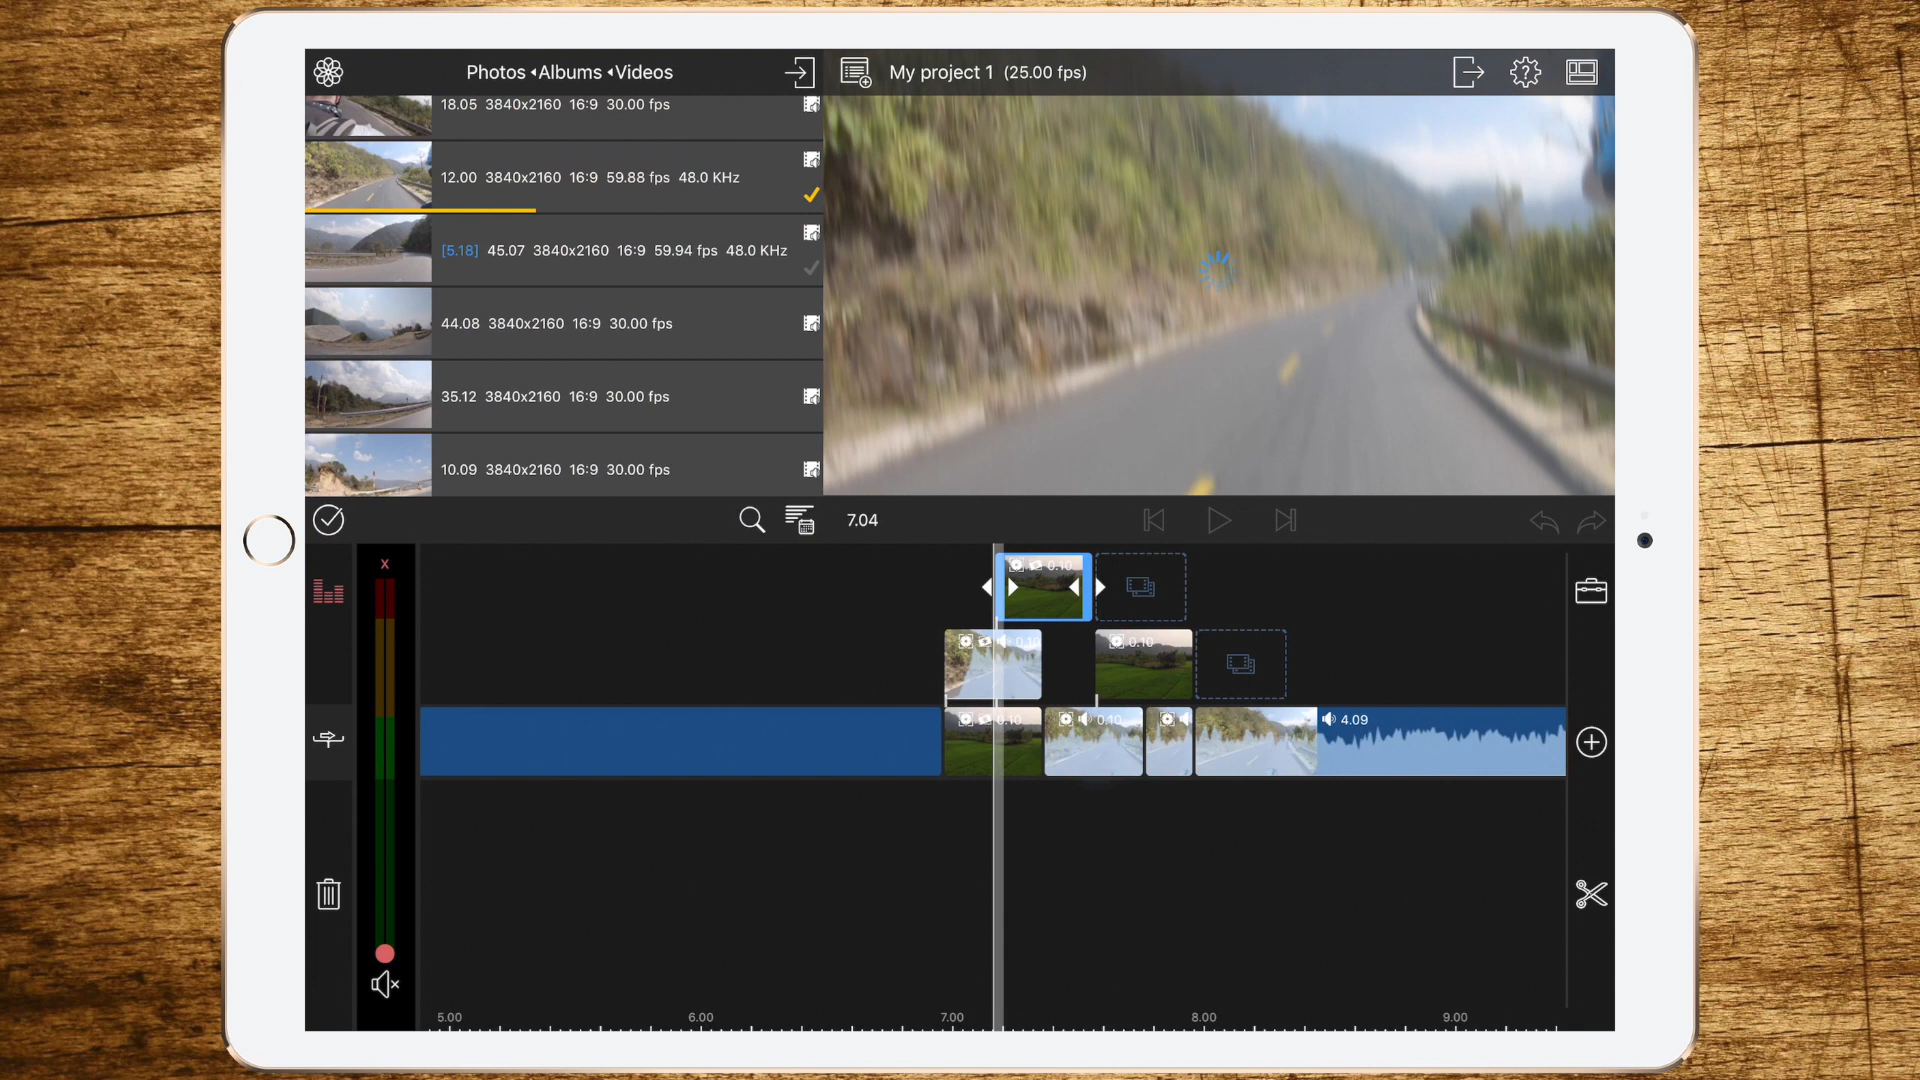 Photos ◂Albums ◂Videos
My project 1 (25.00 fps)
18.05 3840x2160 16:9 30.00 fps
12.00 3840x2160 16:9 59.88 fps 48.0 KHz
[5.18] 45.07 3840x2160 16:9 59.94 fps 48.0 KHz
44.08 3840x2160 16:9 30.00 fps
35.12 3840x2160 16:9 30.00 fps
10.09 3840x2160 16:9 30.00 fps
7.04
x
0.10
0.10
0.10
0.10
0.10
4.09
5.00
6.00
7.00
8.00
9.00